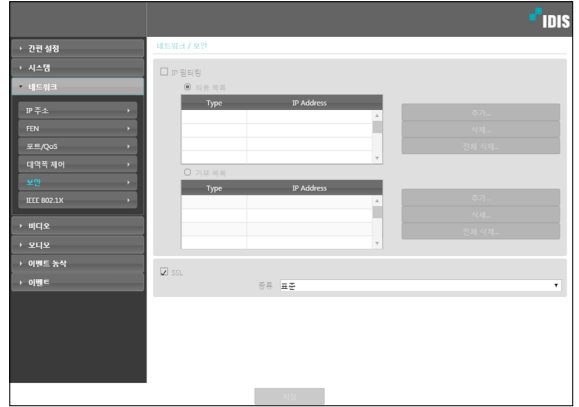 IDIS
간편 설정
시스템
네트워크
IP 주소
FEN
포트/QoS
대역폭 제어
보안
IEEE 802.1X
비디오
오디오
이벤트 동작
이벤트
네트워크 / 보안
IP 필터링
허용 목록
Type IP Address
추가...
삭제...
전체 삭제...
거부 목록
Type IP Address
추가...
삭제...
전체 삭제...
SSL
종류 표준
저장